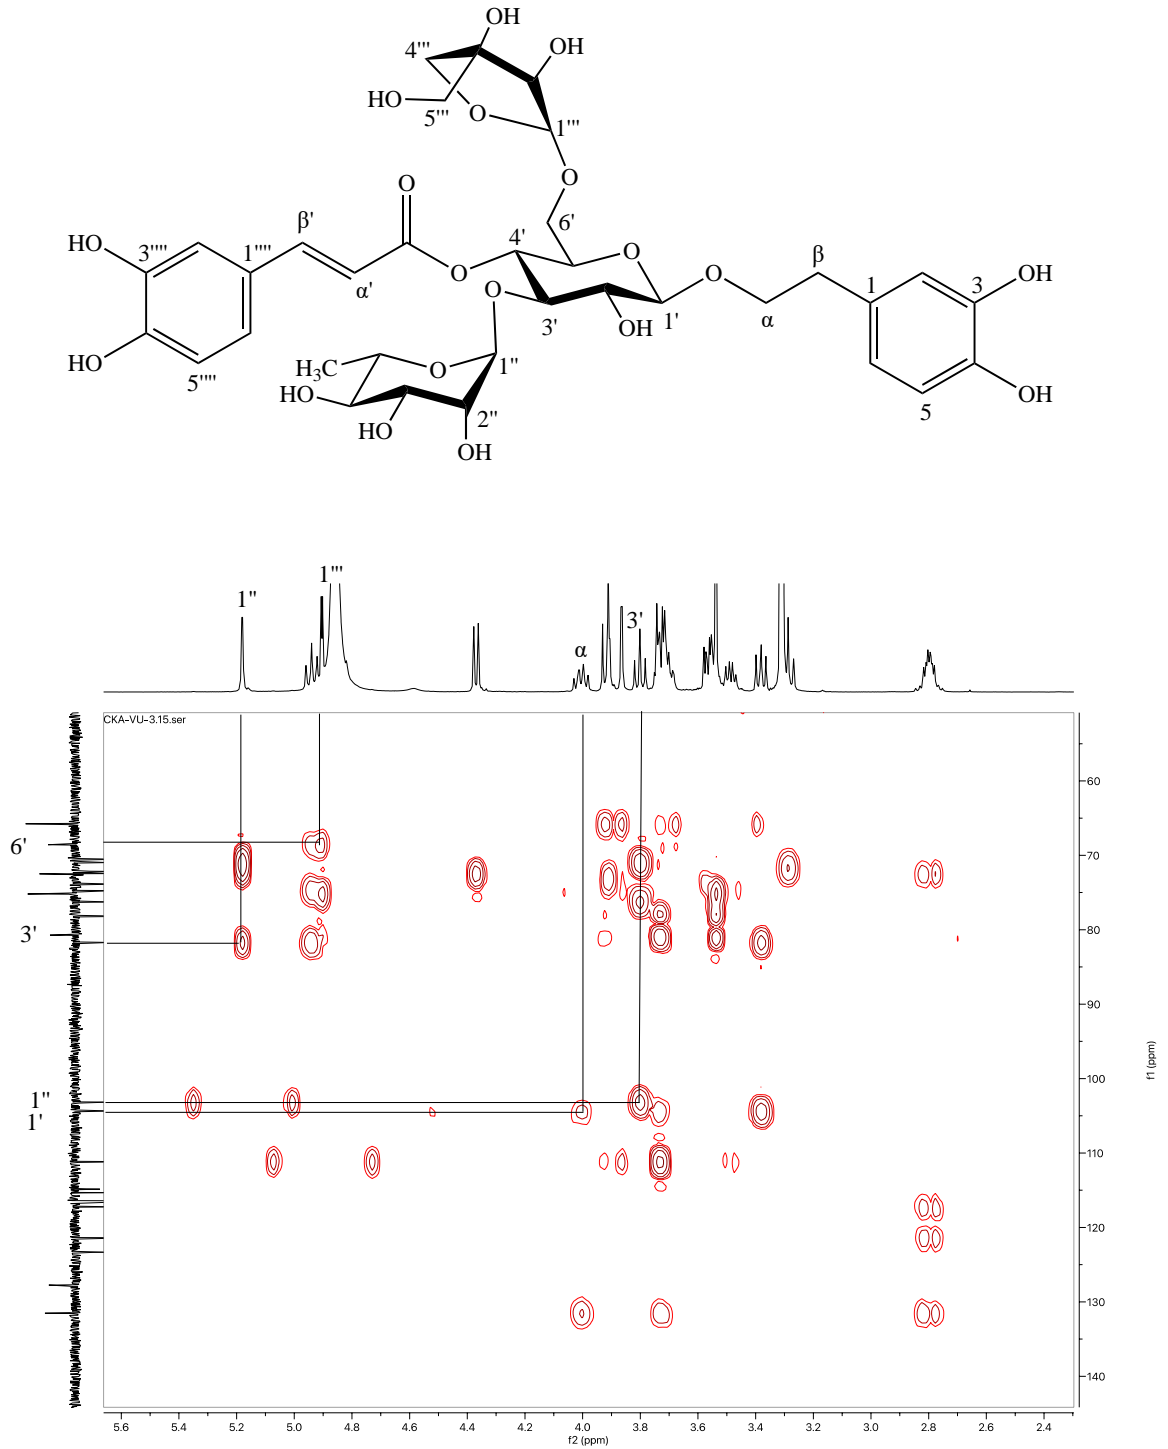 OH
4''' OH
HO
5''' O 1'''
O
O 6'
β' 4' O β
HO 3'''' 1'''' O O 1 3 OH
α' O 3' OH 1' α
HO 5'''' H₃C O 1'' 5 OH
HO 2''
HO OH
1'''
1''
3'
α
CKA-VU-3.15.ser
60
6' 70
3' 80
90
100
1''
1'
110
120
130
140
f1 (ppm)
5.6 5.4 5.2 5.0 4.8 4.6 4.4 4.2 4.0 3.8 3.6 3.4 3.2 3.0 2.8 2.6 2.4
f2 (ppm)